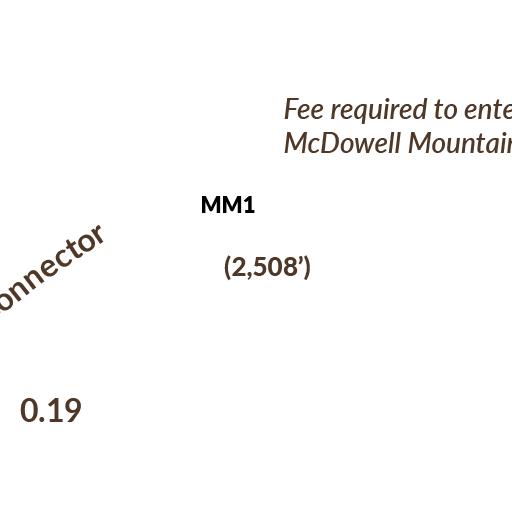 Fee required to ente
McDowell Mountain
MM1
onnector
(2,508’)
0.19